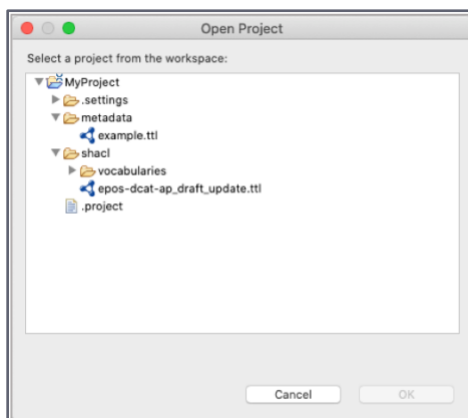 Open Project
Select a project from the workspace:
MyProject
.settings
metadata
example.ttl
shacl
vocabularies
epos-dcat-ap_draft_update.ttl
.project
Cancel
OK